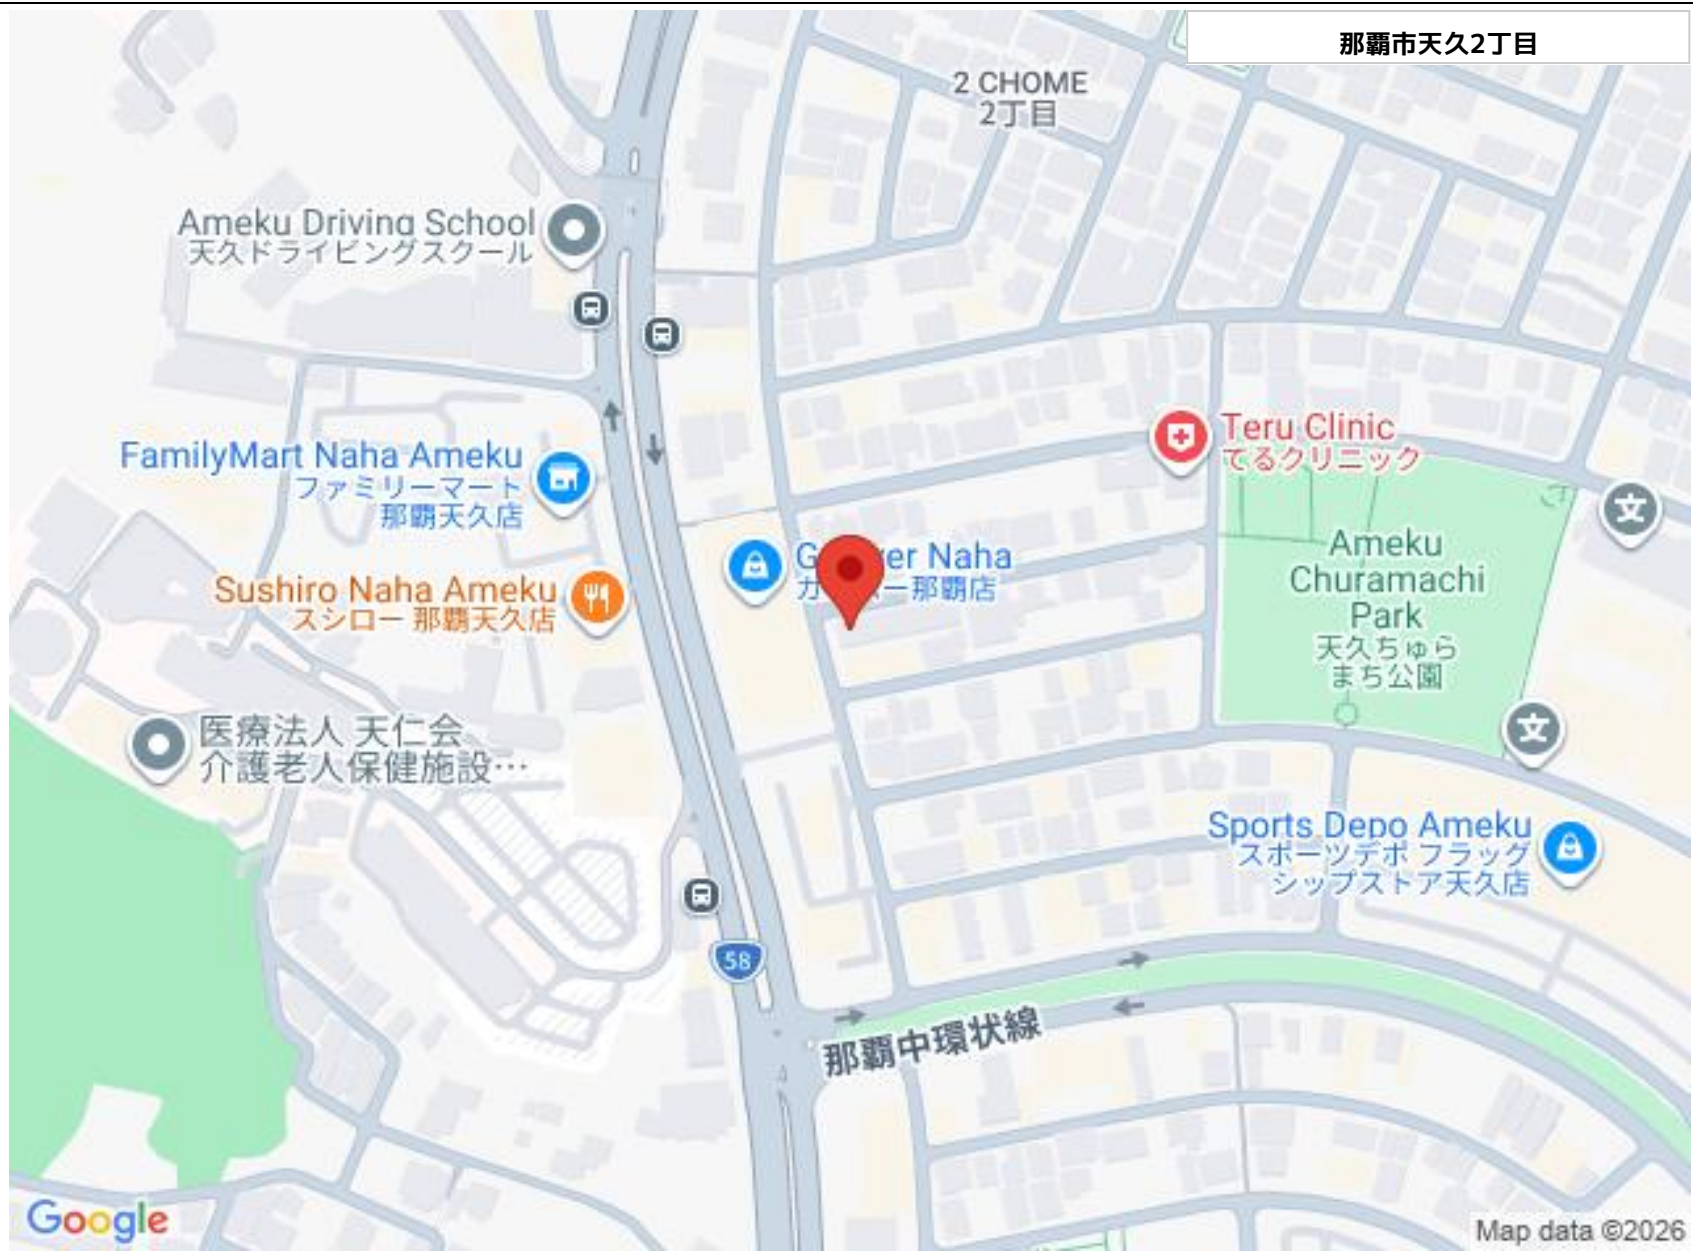 那覇市天久2丁目
2 CHOME
2丁目
Ameku Driving School
天久ドライビングスクール
FamilyMart Naha Ameku
ファミリーマート
那覇天久店
Teru Clinic
てるクリニック
Naha
那覇店
Sushiro Naha Ameku
スシロー 那覇天久店
Ameku
Churamachi
Park
天久ちゅら
まち公園
文
文
医療法人 天仁会
介護老人保健施設…
Sports Depo Ameku
スポーツデポ フラッグ
シップストア天久店
58
那覇中環状線
Google
Map data ©2026